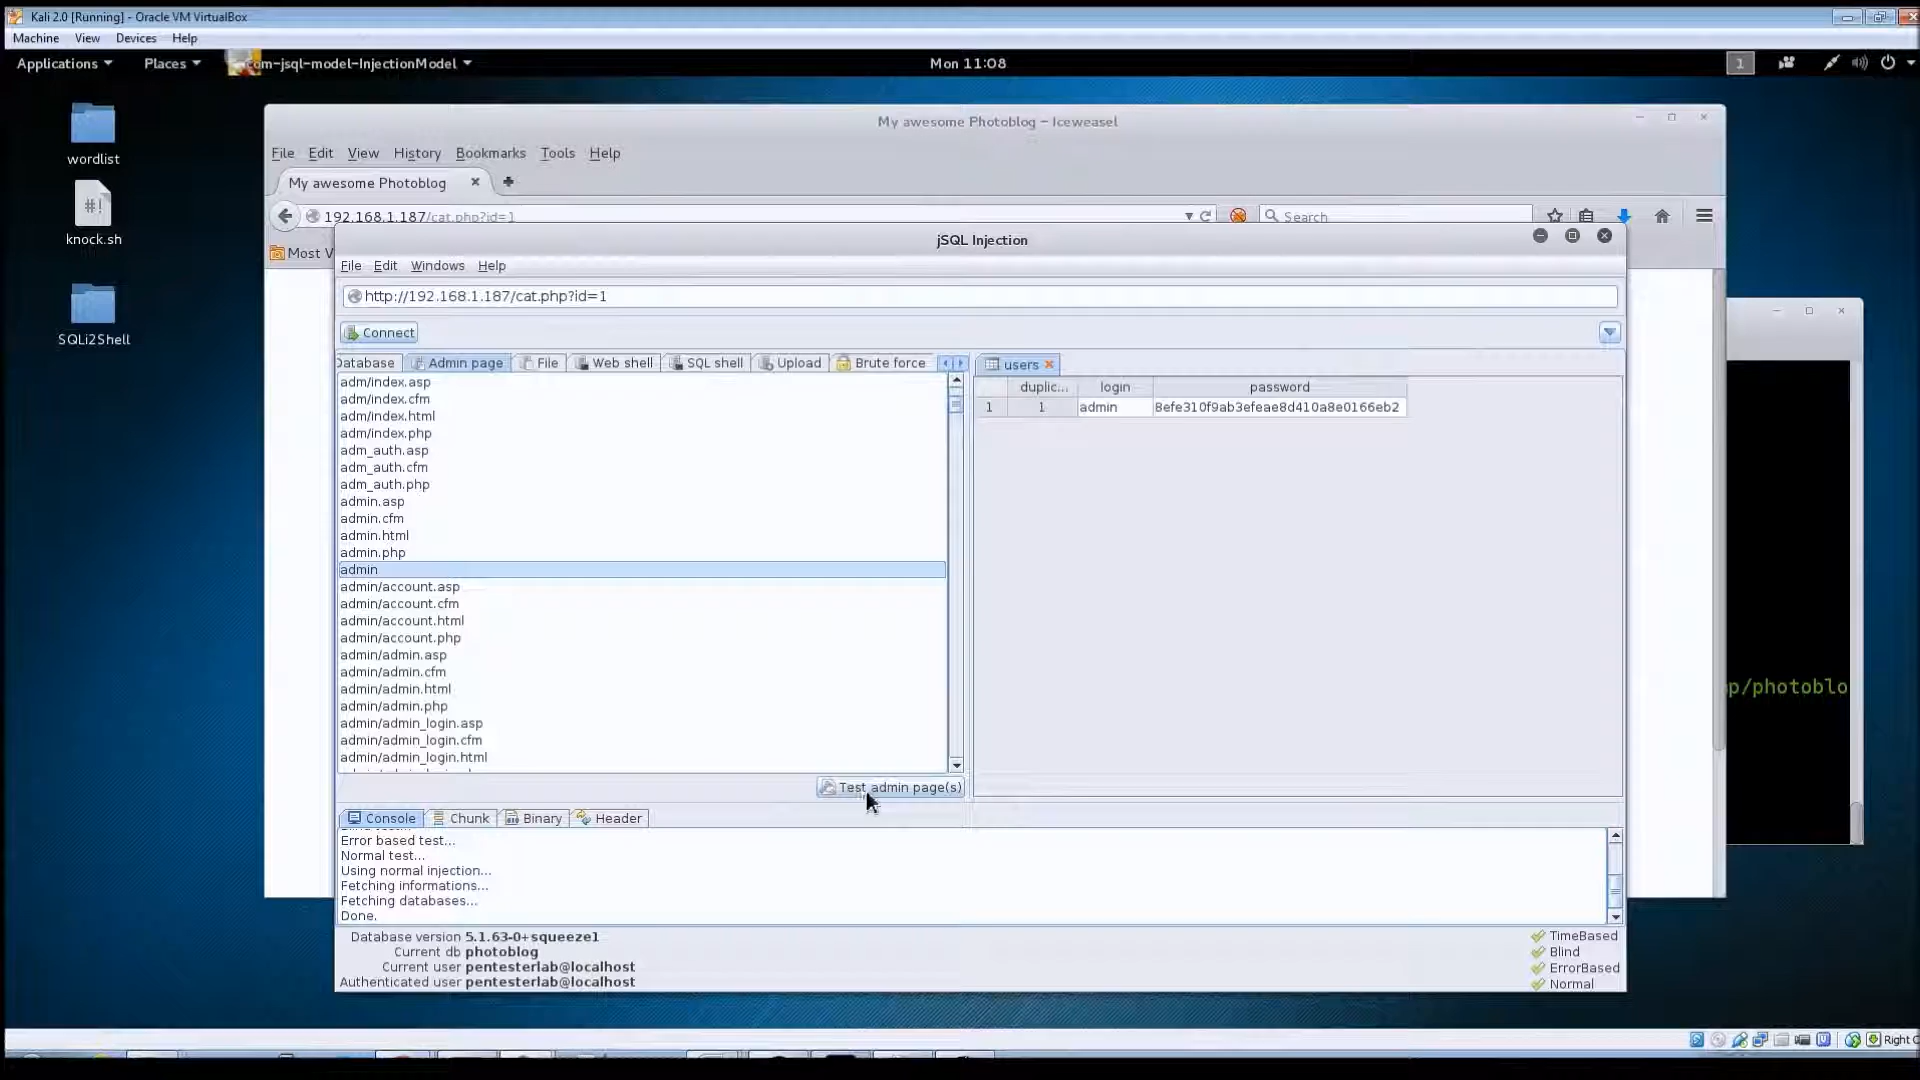 Kali 2.0 [Running] - Oracle VM VirtualBox
Machine View Devices Help
Applications Places om-jsql-model-InjectionModel Mon 11:08 1
wordlist
knock.sh
SQLi2Shell
My awesome Photoblog - Iceweasel
File Edit View History Bookmarks Tools Help
My awesome Photoblog
192.168.1.187/cat.php?id=1 Search
Most V
jSQL Injection
File Edit Windows Help
http://192.168.1.187/cat.php?id=1
Connect
Database Admin page File Web shell SQL shell Upload Brute force
adm/index.asp
adm/index.cfm
adm/index.html
adm/index.php
adm_auth.asp
adm_auth.cfm
adm_auth.php
admin.asp
admin.cfm
admin.html
admin.php
admin
admin/account.asp
admin/account.cfm
admin/account.html
admin/account.php
admin/admin.asp
admin/admin.cfm
admin/admin.html
admin/admin.php
admin/admin_login.asp
admin/admin_login.cfm
admin/admin_login.html
Test admin page(s)
users
duplic... login password
1 1 admin 8efe310f9ab3efeae8d410a8e0166eb2
p/photoblo
Console Chunk Binary Header
Error based test...
Normal test...
Using normal injection...
Fetching informations...
Fetching databases...
Done.
Database version 5.1.63-0+squeeze1
Current db photoblog
Current user pentesterlab@localhost
Authenticated user pentesterlab@localhost
TimeBased
Blind
ErrorBased
Normal
Right C